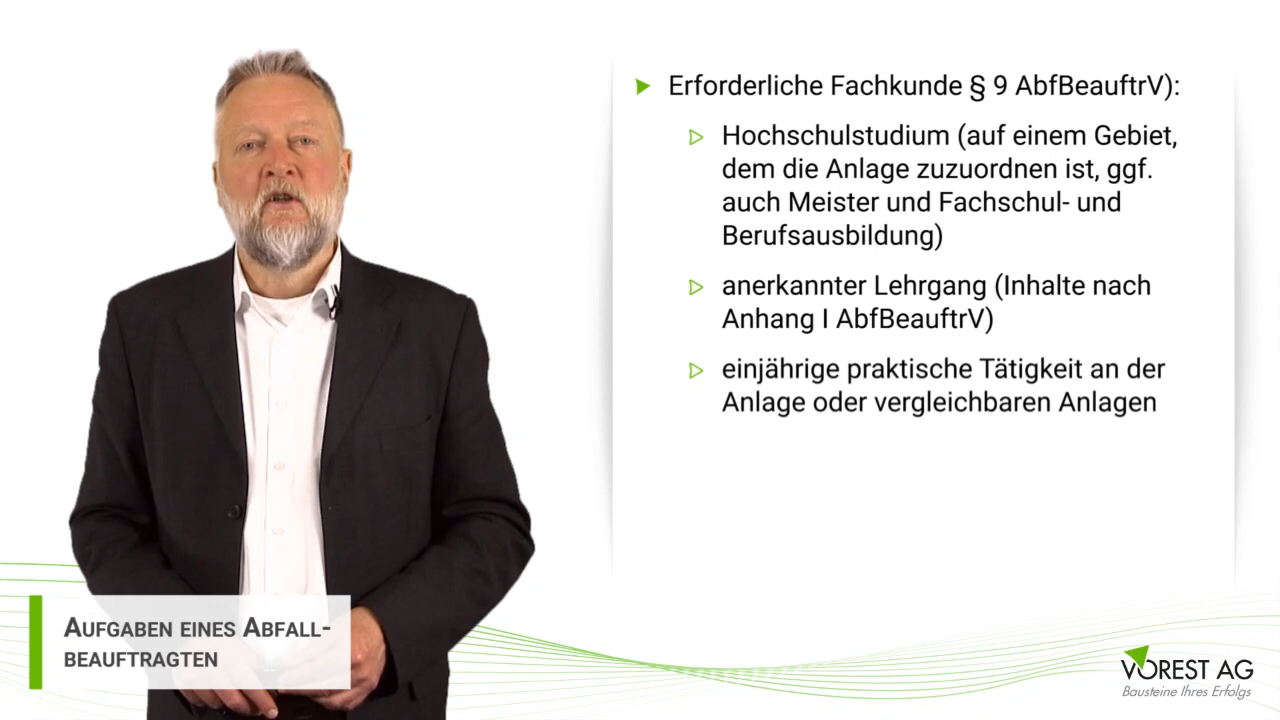 Erforderliche Fachkunde § 9 AbfBeauftrV):
Hochschulstudium (auf einem Gebiet,
dem die Anlage zuzuordnen ist, ggf.
auch Meister und Fachschul- und
Berufsausbildung)
anerkannter Lehrgang (Inhalte nach
Anhang I AbfBeauftrV)
einjährige praktische Tätigkeit an der
Anlage oder vergleichbaren Anlagen
AUFGABEN EINES ABFALL-
BEAUFTRAGTEN
VOREST AG
Bausteine Ihres Erfolgs